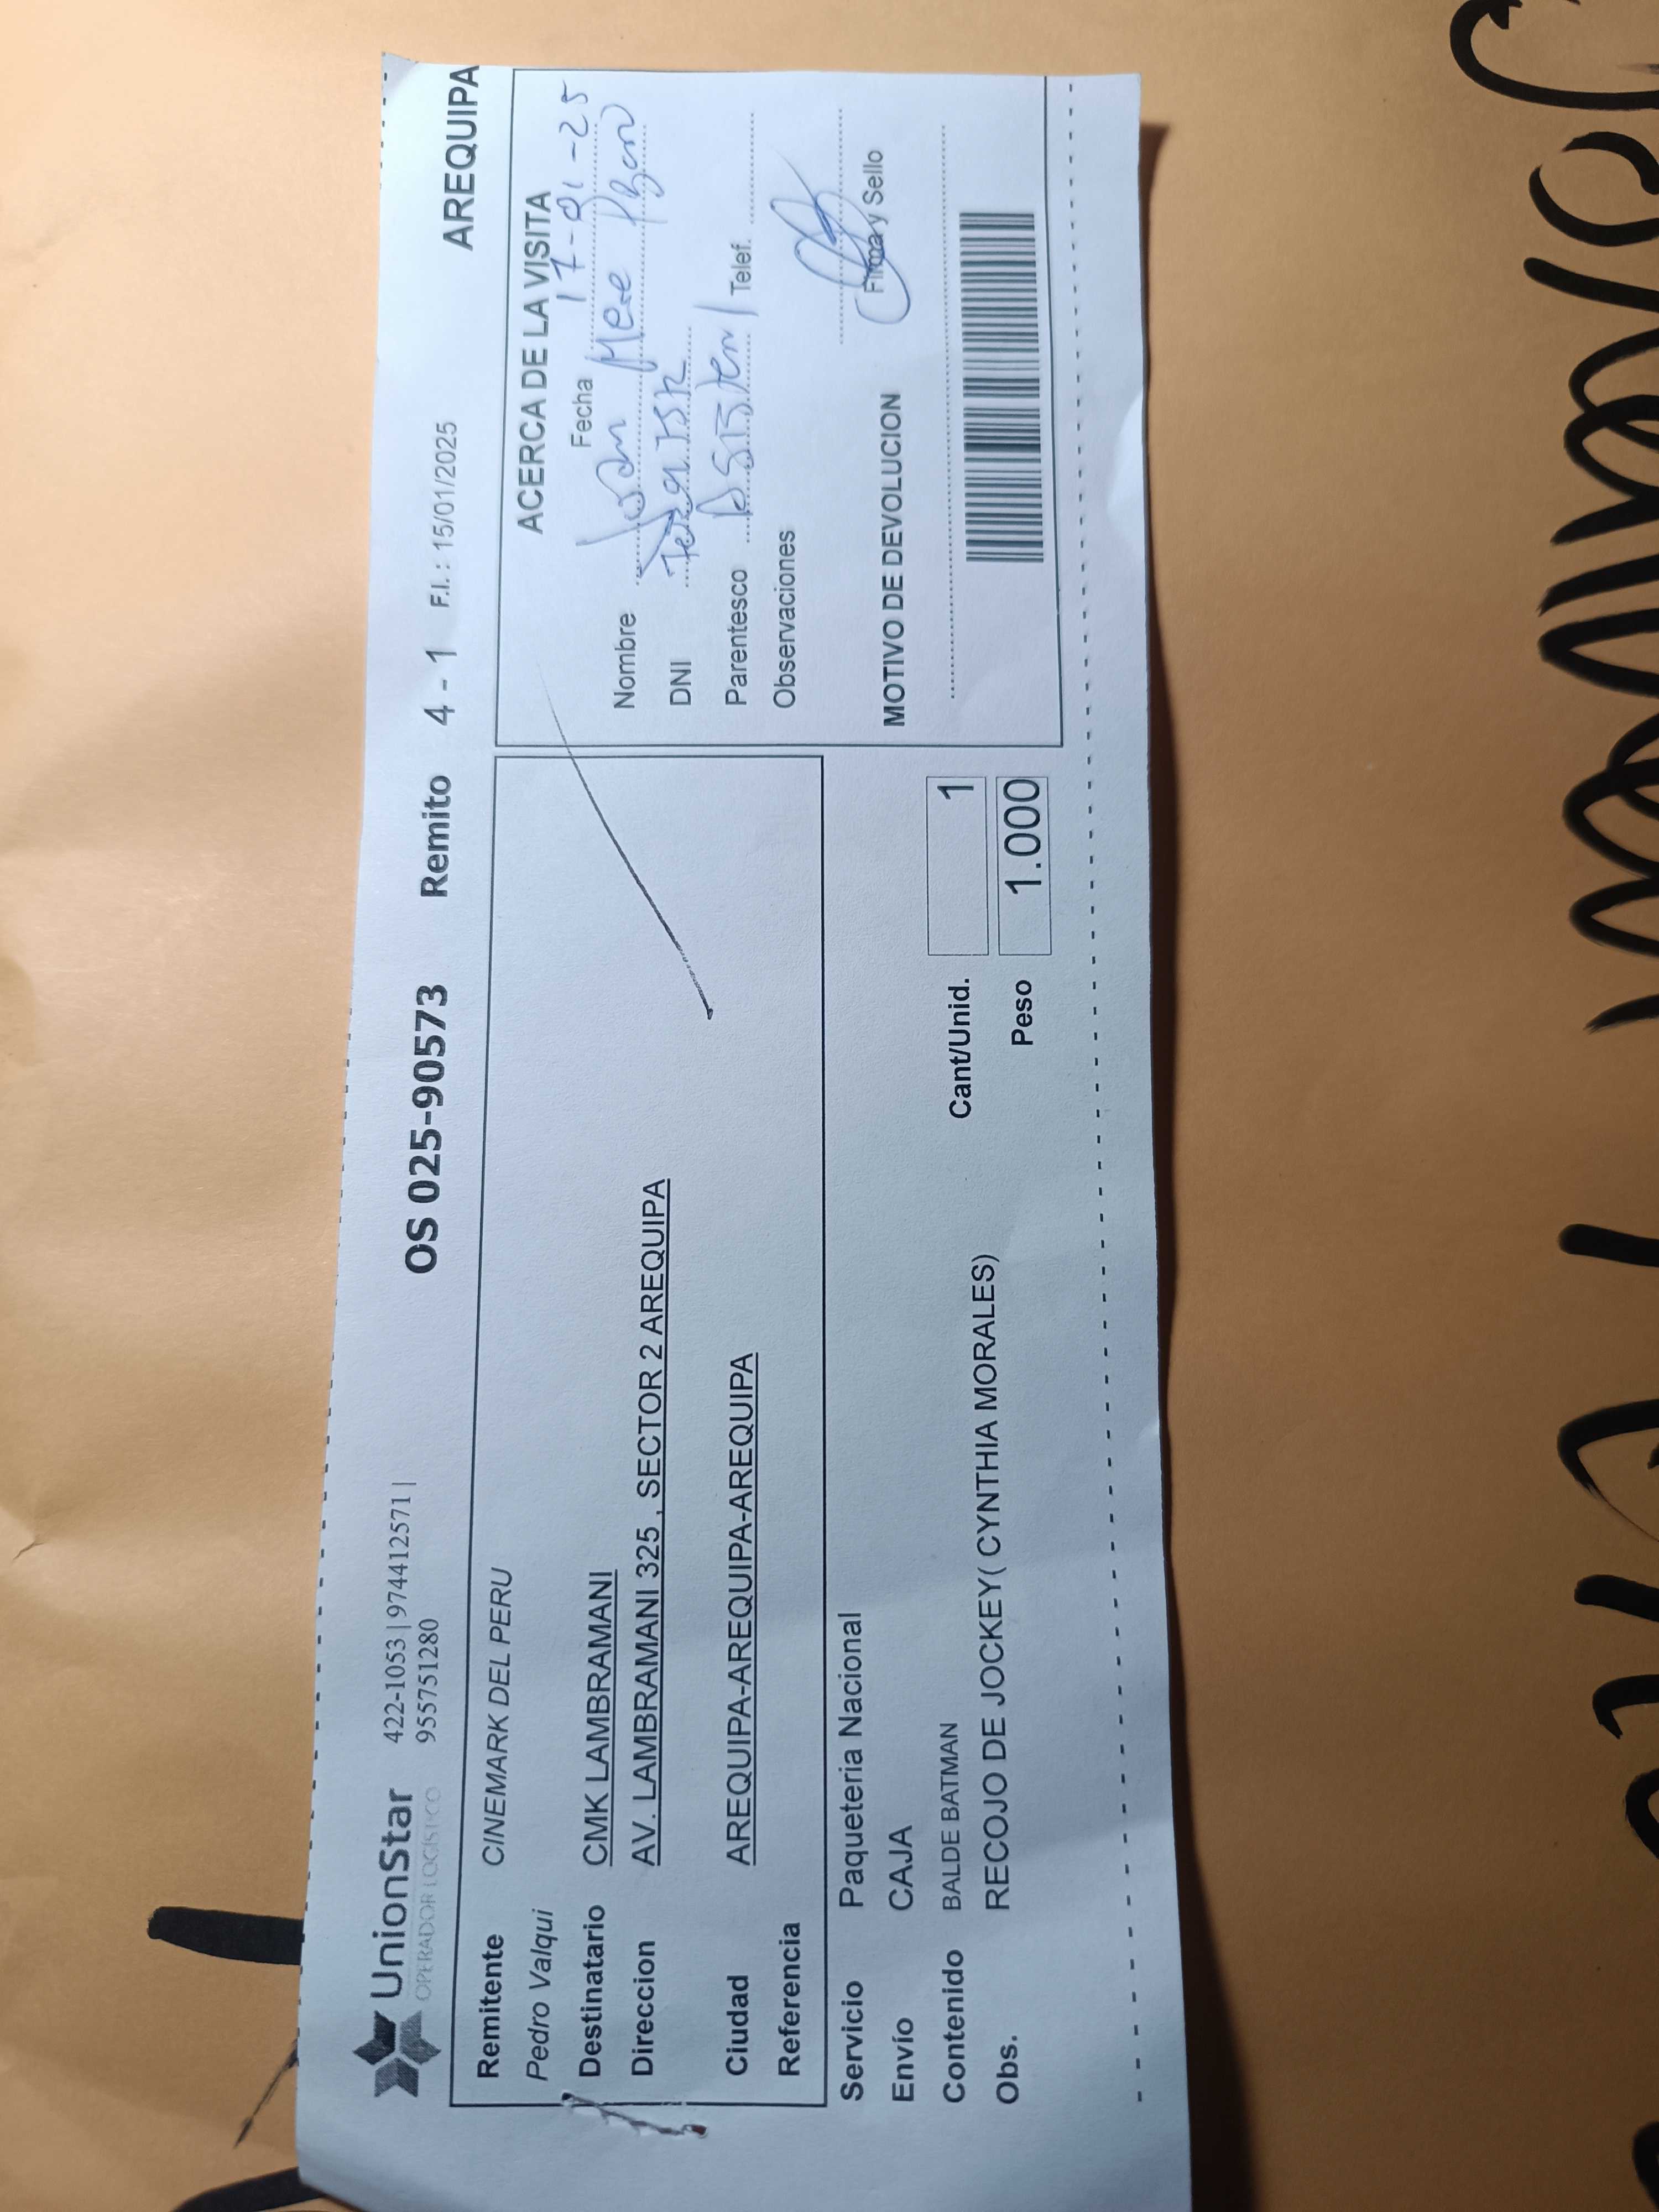 UnionStar
OPERADOR LOGÍSTICO
422-1053 | 974412571 |
955751280
OS 025-90573
Remito 4 - 1 F.I.: 15/01/2025
AREQUIPA
Remitente CINEMARK DEL PERU
Pedro Valqui
Destinatario CMK LAMBRAMANI
Direccion AV. LAMBRAMANI 325 , SECTOR 2 AREQUIPA
Ciudad AREQUIPA-AREQUIPA-AREQUIPA
Referencia
Servicio Paqueteria Nacional
Envío CAJA
Contenido BALDE BATMAN
Obs. RECOJO DE JOCKEY( CYNTHIA MORALES)
Cant/Unid. 1
Peso 1.000
ACERCA DE LA VISITA
Fecha 17-01-25
Nombre
DNI
Parentesco
Telef.
Observaciones
Firma y Sello
MOTIVO DE DEVOLUCION